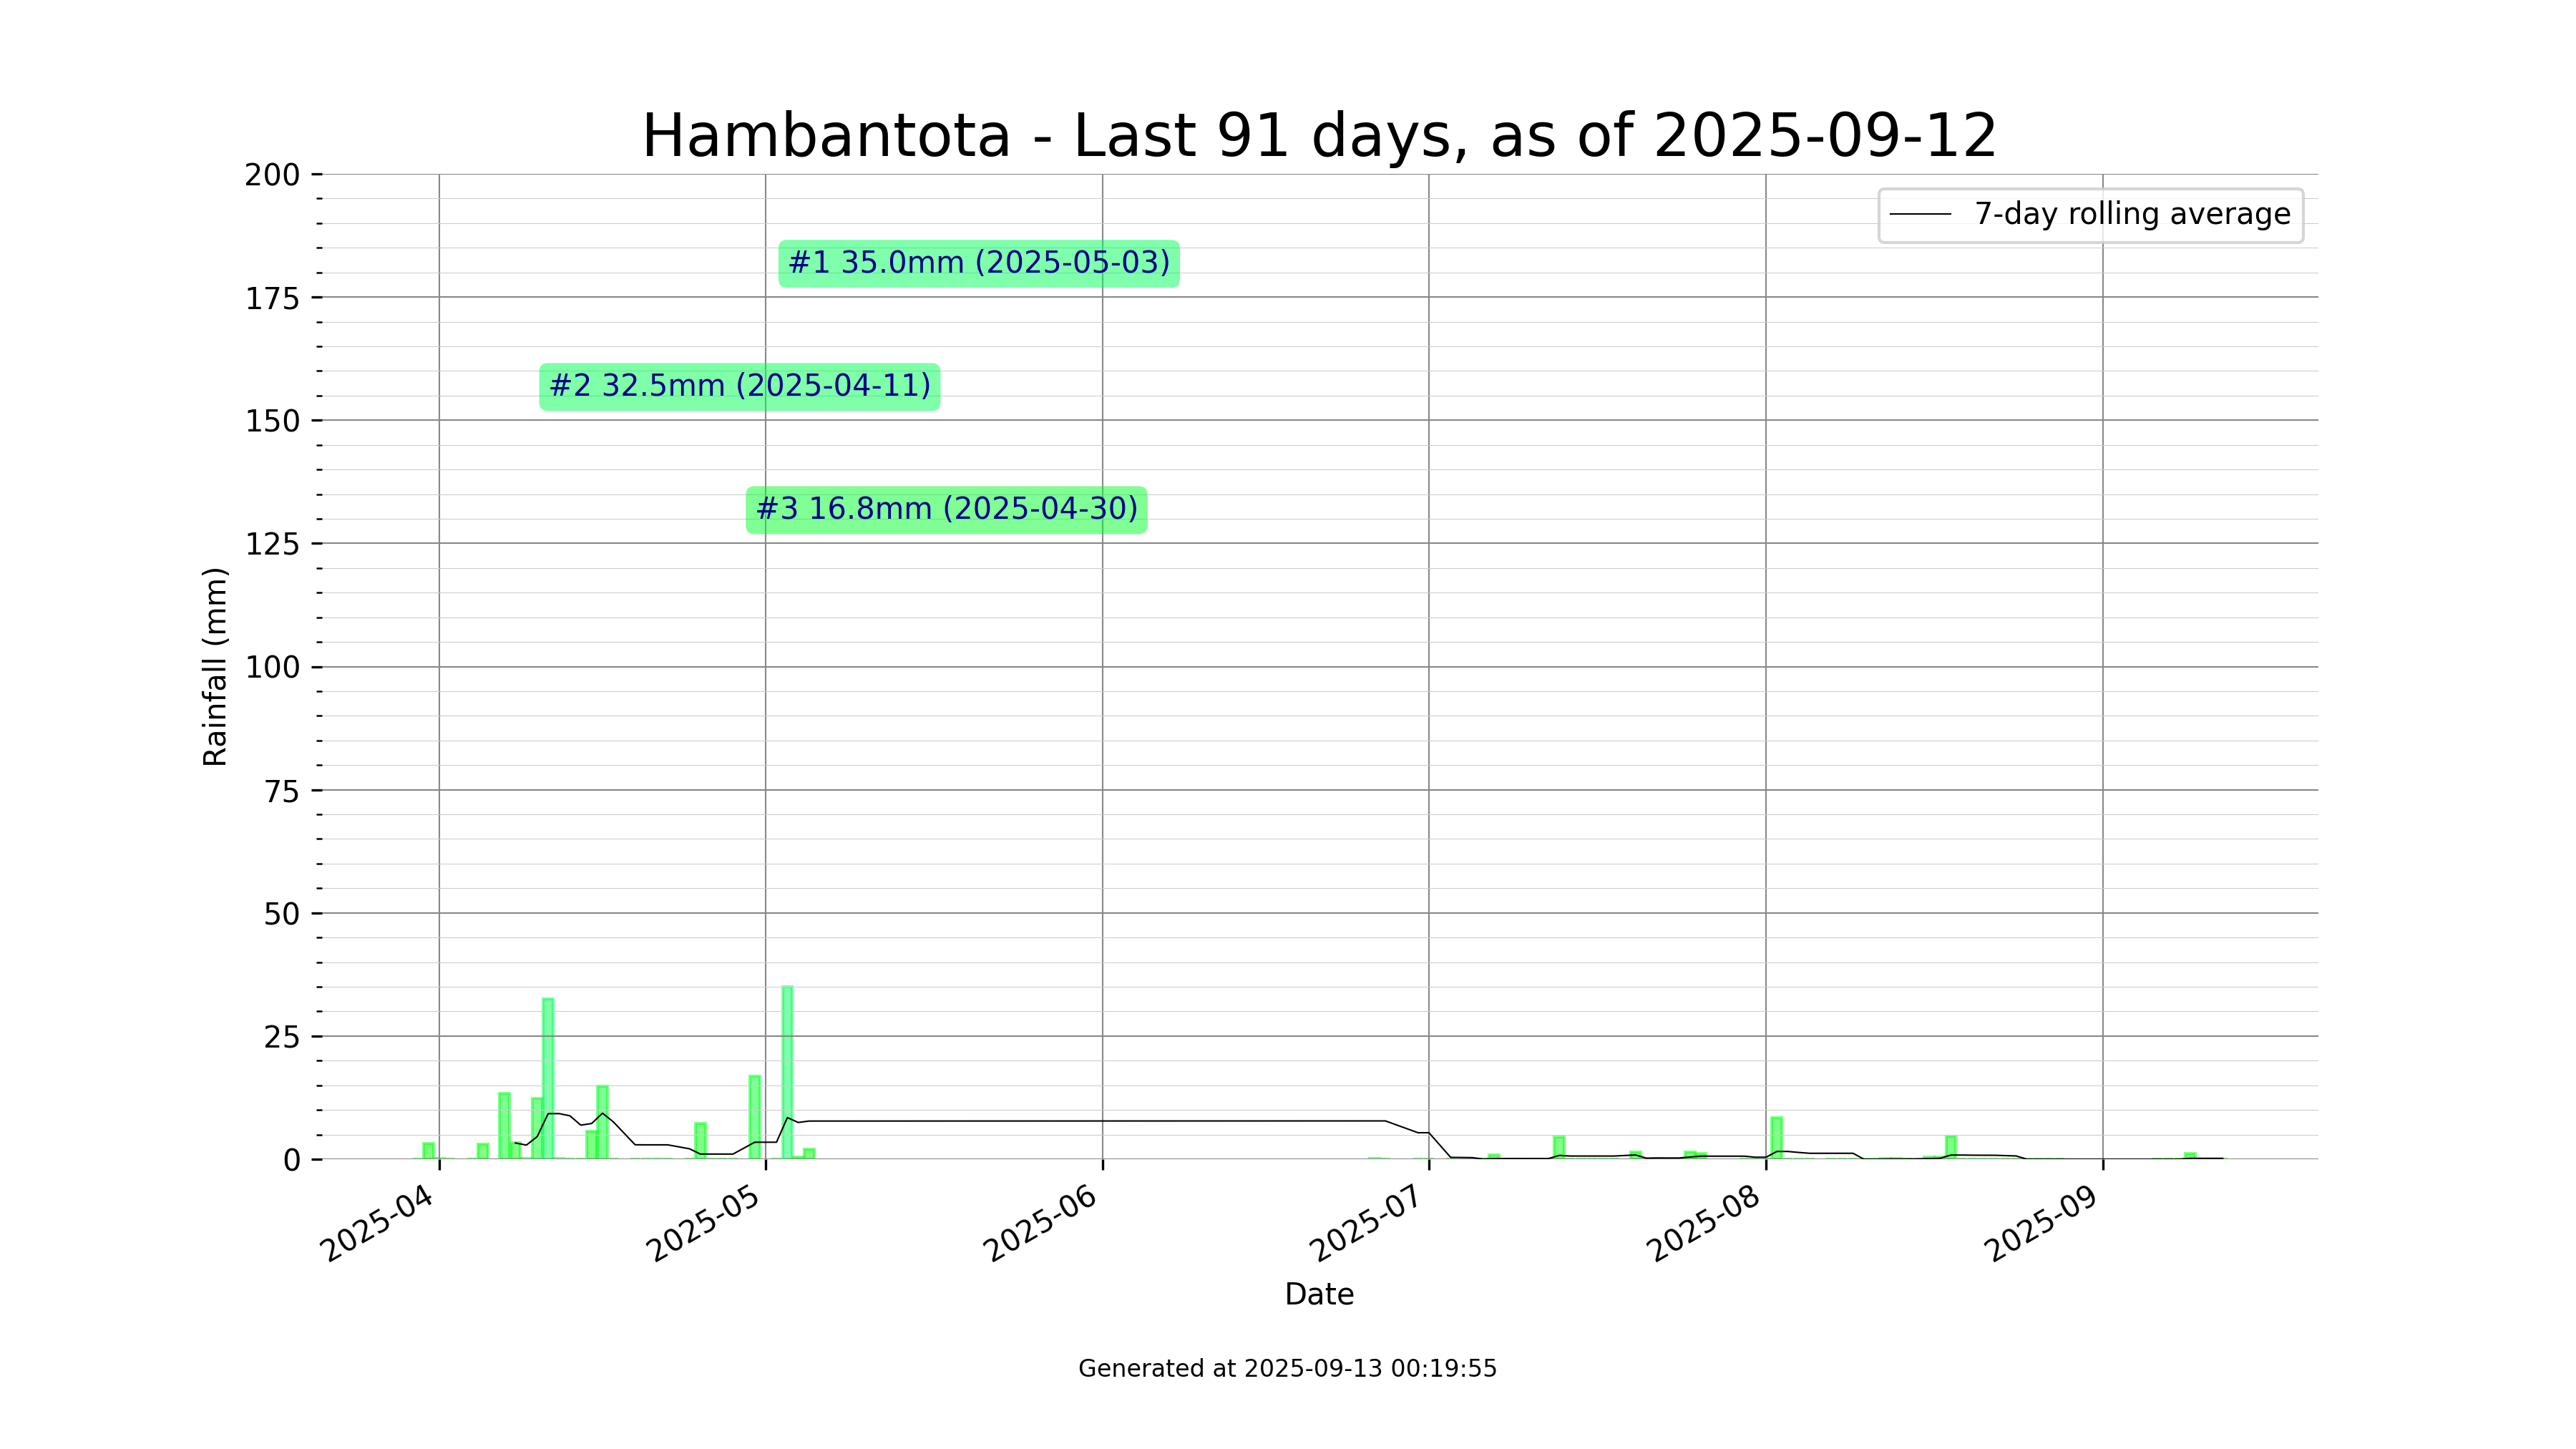 Hambantota - Last 91 days, as of 2025-09-12
7-day rolling average
#1 35.0mm (2025-05-03)
#2 32.5mm (2025-04-11)
#3 16.8mm (2025-04-30)
Rainfall (mm)
200
175
150
125
100
75
50
25
0
2025-04
2025-05
2025-06
2025-07
2025-08
2025-09
Date
Generated at 2025-09-13 00:19:55